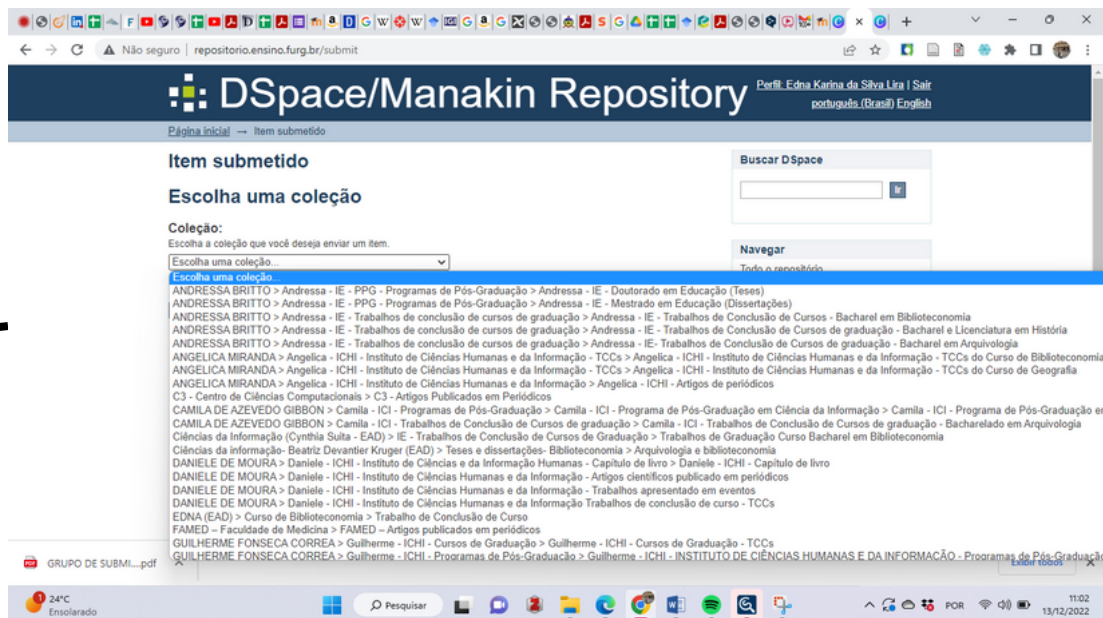 Não seguro | repositorio.ensino.furg.br/submit
DSpace/Manakin Repository
Perfil: Edna Karina da Silva Lira | Sair
português (Brasil) English
Página inicial → Item submetido
Item submetido
Buscar DSpace
Ir
Escolha uma coleção
Coleção:
Escolha a coleção que você deseja enviar um item.
Navegar
Escolha uma coleção...
Todo o repositório
Escolha uma coleção...
ANDRESSA BRITTO > Andressa - IE - PPG - Programas de Pós-Graduação > Andressa - IE - Doutorado em Educação (Teses)
ANDRESSA BRITTO > Andressa - IE - PPG - Programas de Pós-Graduação > Andressa - IE - Mestrado em Educação (Dissertações)
ANDRESSA BRITTO > Andressa - IE - Trabalhos de conclusão de cursos de graduação > Andressa - IE - Trabalhos de Conclusão de Cursos - Bacharel em Biblioteconomia
ANDRESSA BRITTO > Andressa - IE - Trabalhos de conclusão de cursos de graduação > Andressa - IE - Trabalhos de Conclusão de Cursos de graduação - Bacharel e Licenciatura em História
ANDRESSA BRITTO > Andressa - IE - Trabalhos de conclusão de cursos de graduação > Andressa - IE- Trabalhos de Conclusão de Cursos de graduação - Bacharel em Arquivologia
ANGELICA MIRANDA > Angelica - ICHI - Instituto de Ciências Humanas e da Informação - TCCs > Angelica - ICHI - Instituto de Ciências Humanas e da Informação - TCCs do Curso de Biblioteconomia
ANGELICA MIRANDA > Angelica - ICHI - Instituto de Ciências Humanas e da Informação - TCCs > Angelica - ICHI - Instituto de Ciências Humanas e da Informação - TCCs do Curso de Geografia
ANGELICA MIRANDA > Angelica - ICHI - Instituto de Ciências Humanas e da Informação > Angelica - ICHI - Artigos de periódicos
C3 - Centro de Ciências Computacionais > C3 - Artigos Publicados em Periódicos
CAMILA DE AZEVEDO GIBBON > Camila - ICI - Programas de Pós-Graduação > Camila - ICI - Programa de Pós-Graduação em Ciência da Informação > Camila - ICI - Programa de Pós-Graduação em
CAMILA DE AZEVEDO GIBBON > Camila - ICI - Trabalhos de Conclusão de Cursos de graduação > Camila - ICI - Trabalhos de Conclusão de Cursos de graduação - Bacharelado em Arquivologia
Ciências da Informação (Cynthia Suita - EAD) > IE - Trabalhos de Conclusão de Cursos de Graduação > Trabalhos de Graduação Curso Bacharel em Biblioteconomia
Ciências da informação- Beatriz Devantier Kruger (EAD) > Teses e dissertações- Biblioteconomia > Arquivologia e biblioteconomia
DANIELE DE MOURA > Daniele - ICHI - Instituto de Ciências e da Informação Humanas - Capítulo de livro > Daniele - ICHI - Capítulo de livro
DANIELE DE MOURA > Daniele - ICHI - Instituto de Ciências Humanas e da Informação - Artigos científicos publicado em periódicos
DANIELE DE MOURA > Daniele - ICHI - Instituto de Ciências Humanas e da Informação - Trabalhos apresentado em eventos
DANIELE DE MOURA > Daniele - ICHI - Instituto de Ciências Humanas e da Informação Trabalhos de conclusão de curso - TCCs
EDNA (EAD) > Curso de Biblioteconomia > Trabalho de Conclusão de Curso
FAMED – Faculdade de Medicina > FAMED – Artigos publicados em periódicos
GUILHERME FONSECA CORREA > Guilherme - ICHI - Cursos de Graduação > Guilherme - ICHI - Cursos de Graduação - TCCs
GUILHERME FONSECA CORREA > Guilherme - ICHI - Programas de Pós-Graduação > Guilherme - ICHI - INSTITUTO DE CIÊNCIAS HUMANAS E DA INFORMAÇÃO - Programas de Pós-Graduação
GRUPO DE SUBMI....pdf
Exibir todos
24°C
Ensolarado
Pesquisar
POR
11:02
13/12/2022